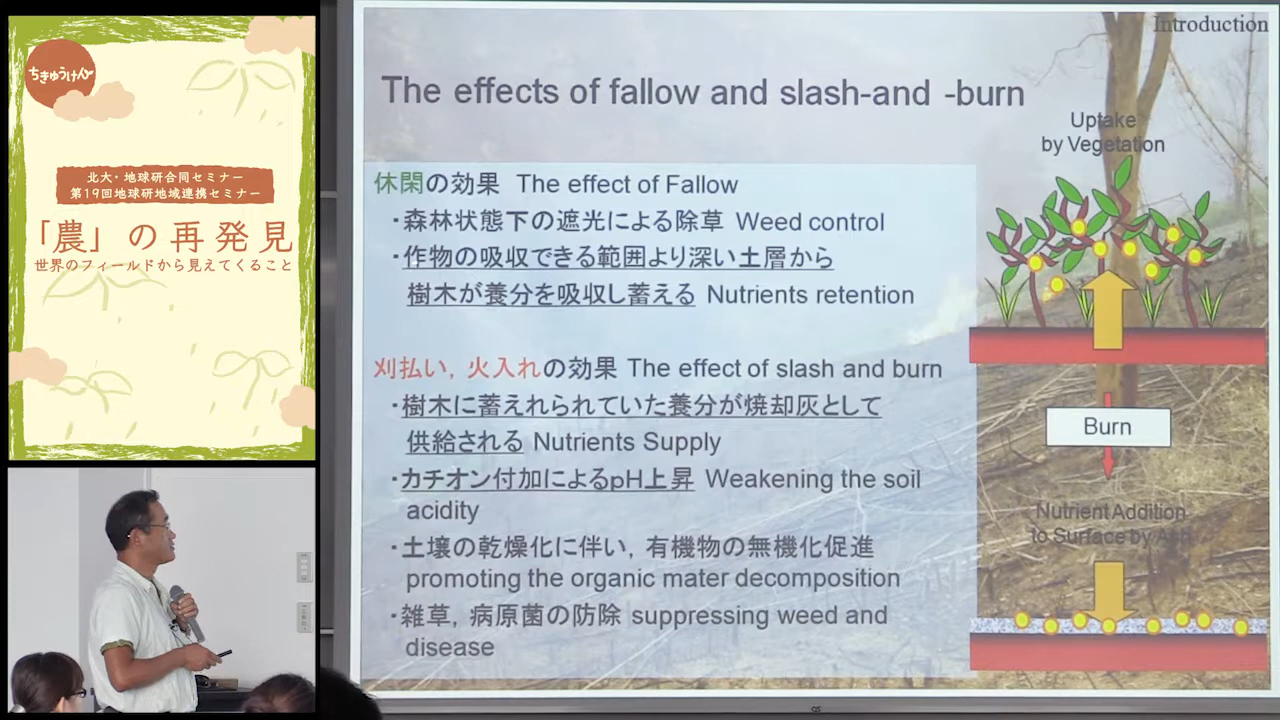 ちきゅうけん
北大・地球研合同セミナー
第19回地球研地域連携セミナー
「農」の再発見
世界のフィールドから見えてくること
Introduction
The effects of fallow and slash-and -burn
Uptake
by Vegetation
休閑の効果 The effect of Fallow
・森林状態下の遮光による除草 Weed control
・作物の吸収できる範囲より深い土層から
樹木が養分を吸収し蓄える Nutrients retention
刈払い，火入れの効果 The effect of slash and burn
・樹木に蓄えれられていた養分が焼却灰として
供給される Nutrients Supply
・カチオン付加によるpH上昇 Weakening the soil
acidity
・土壌の乾燥化に伴い，有機物の無機化促進
promoting the organic mater decomposition
・雑草，病原菌の防除 suppressing weed and
disease
Burn
Nutrient Addition
to Surface by Ash